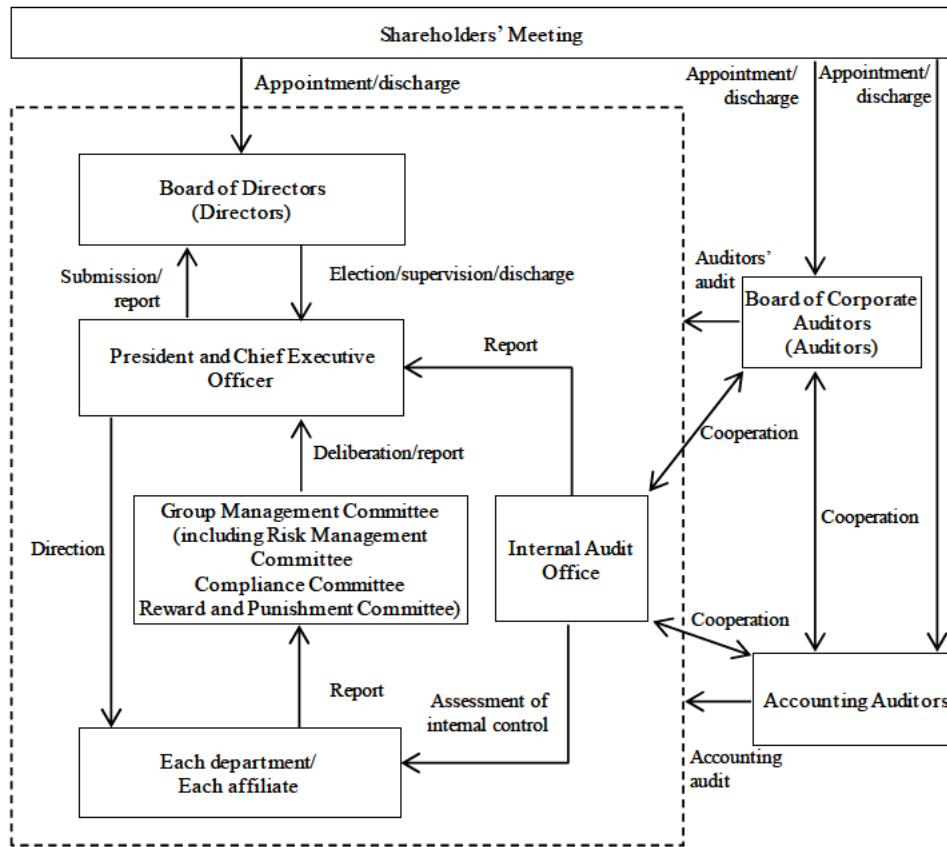 Shareholders' Meeting
Appointment/discharge
Appointment/
discharge
Appointment/
discharge
Board of Directors
(Directors)
Submission/
report
Election/supervision/discharge
Auditors'
audit
Board of Corporate
Auditors
(Auditors)
President and Chief Executive
Officer
Report
Cooperation
Deliberation/report
Group Management Committee
(including Risk Management
Committee
Compliance Committee
Reward and Punishment Committee)
Direction
Internal Audit
Office
Cooperation
Cooperation
Report
Assessment of
internal control
Accounting Auditors
Each department/
Each affiliate
Accounting
audit